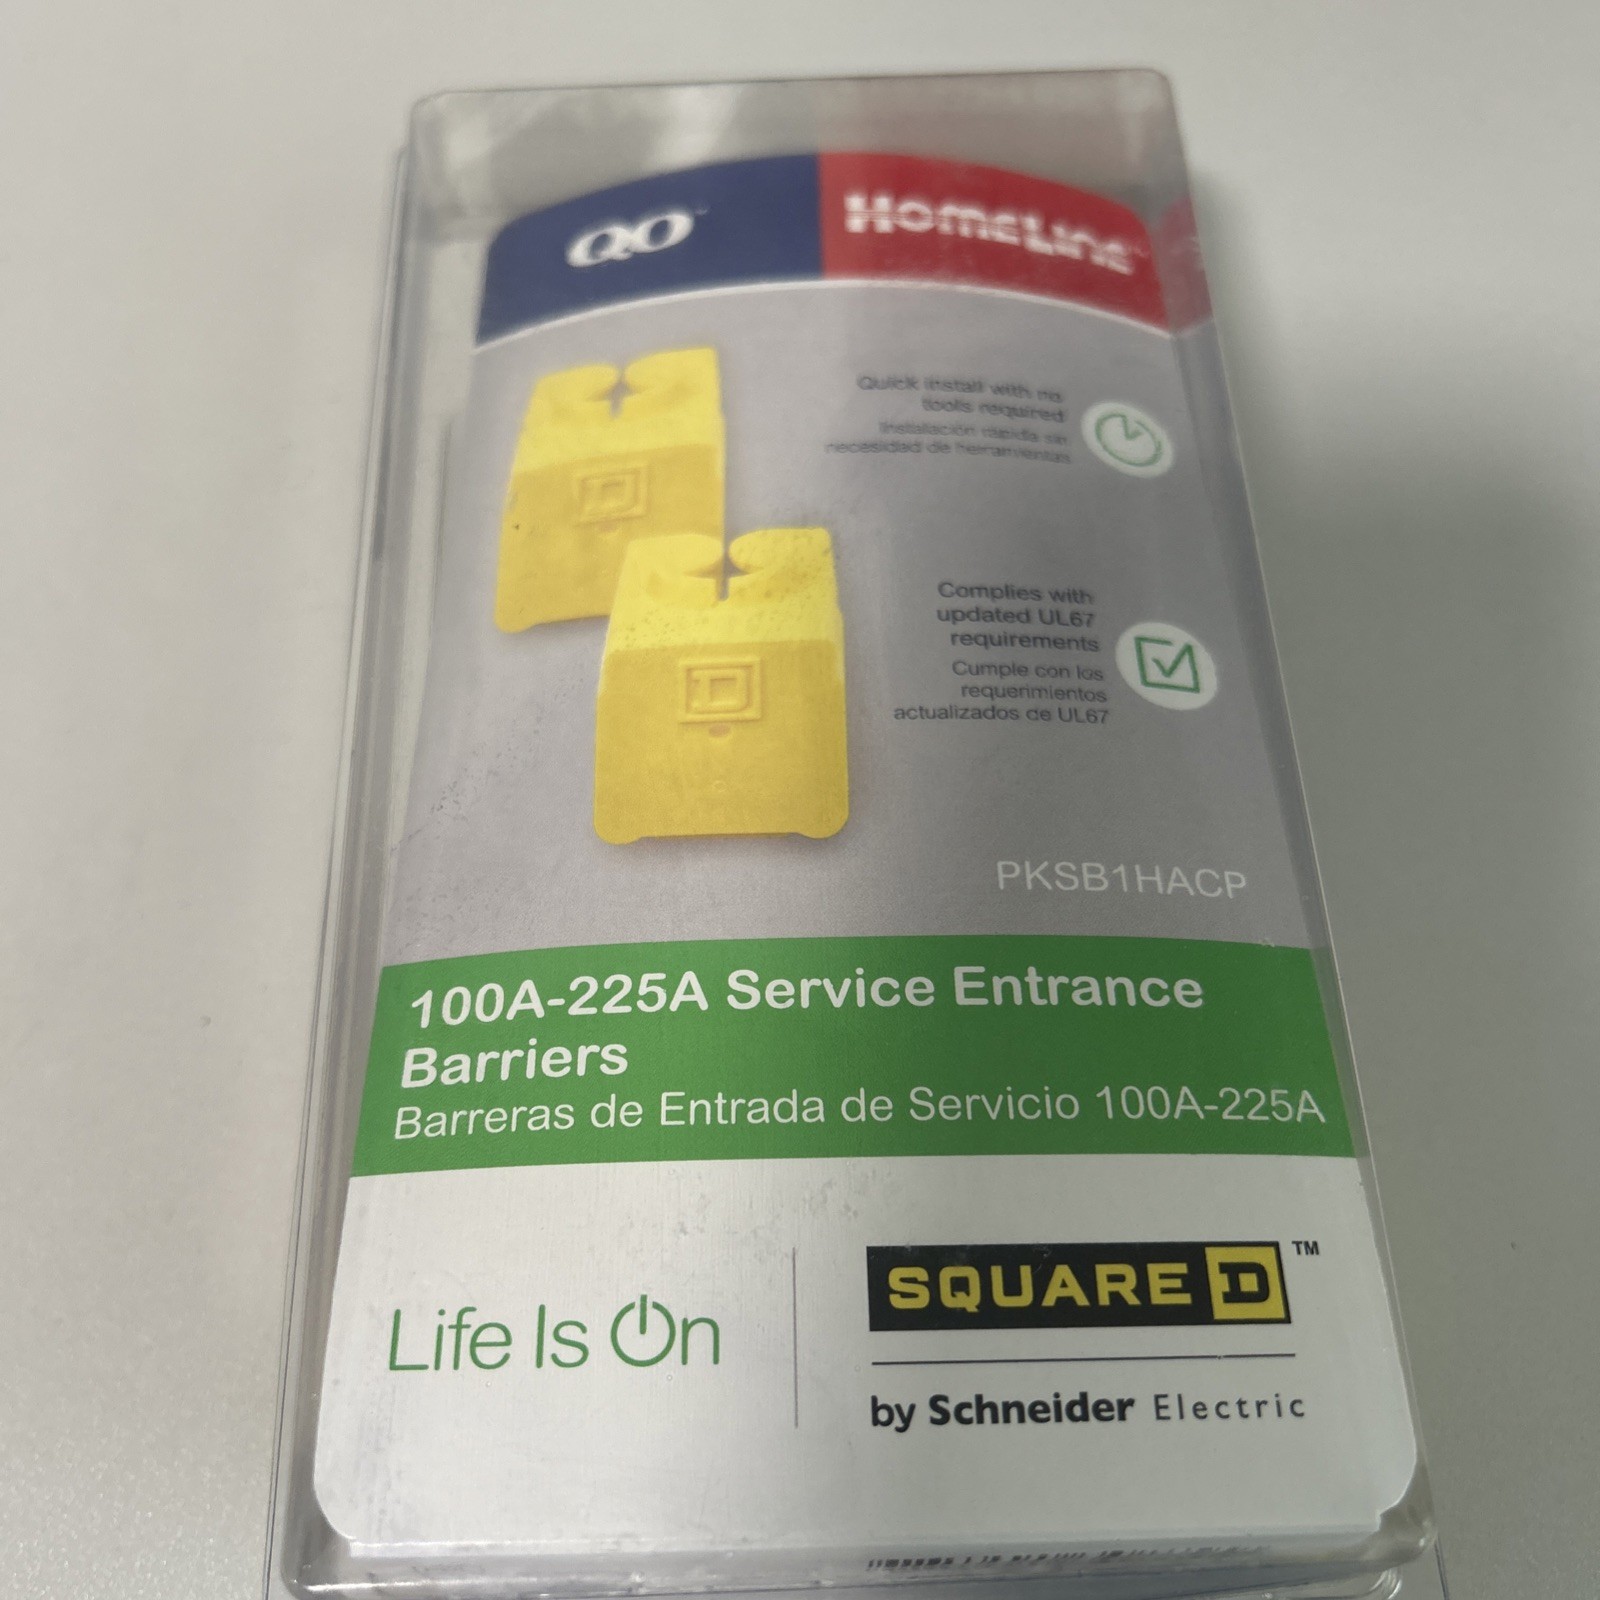 QO™
HOMELINE
Quick install with no
tools required
Instalación rápida sin
necesidad de herramientas
D
D
Complies with
updated UL67
requirements
Cumple con los
requerimientos
actualizados de UL67
PKSB1HACP
100A-225A Service Entrance
Barriers
Barreras de Entrada de Servicio 100A-225A
Life Is On
SQUARE D™
by Schneider Electric